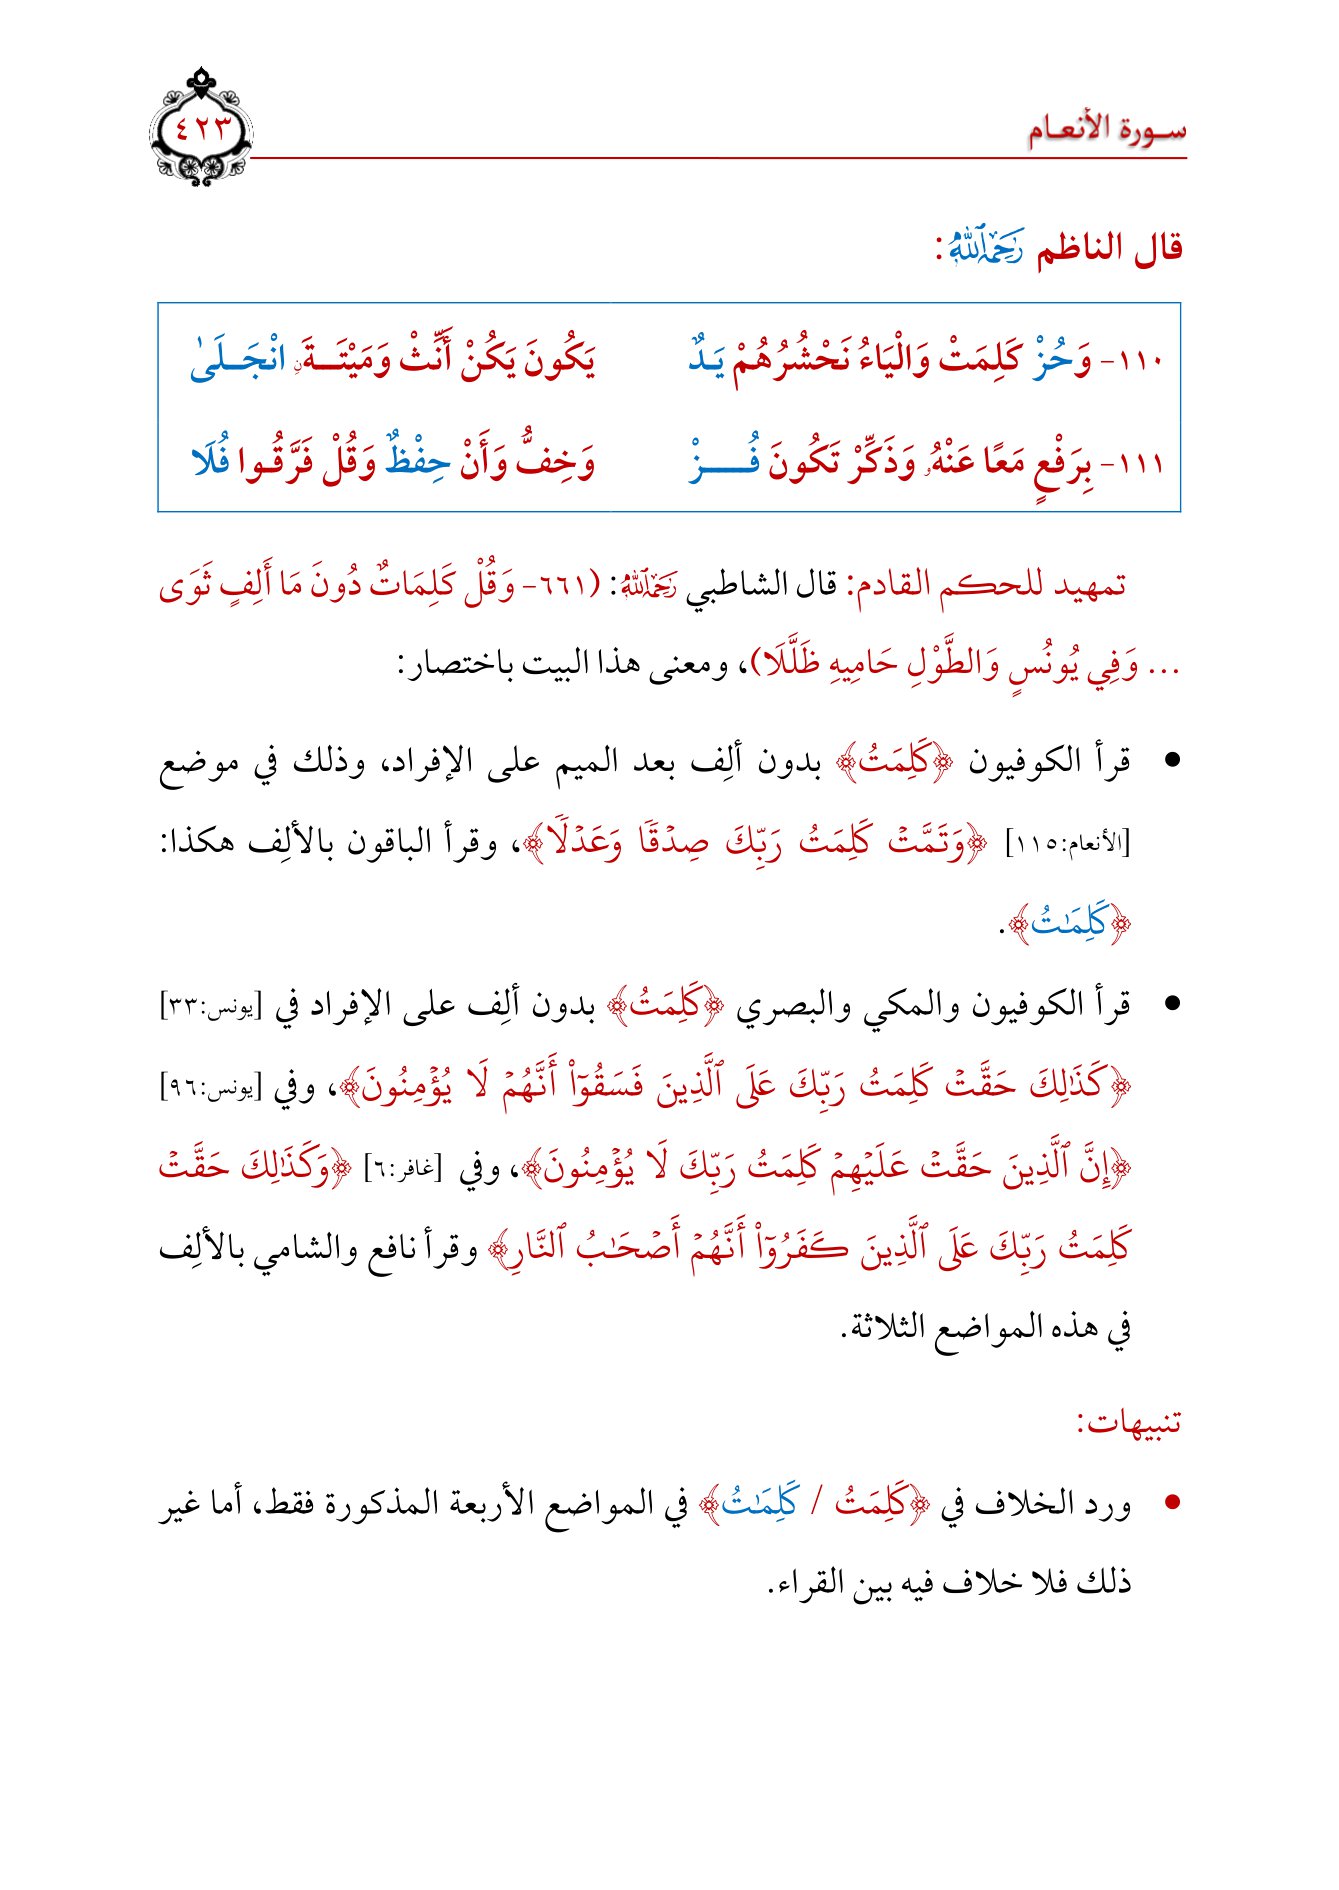 سورة الأنعام
٤٢٣
قال الناظم رَحِمَهُ ٱللَّهُ:
١١٠- وَحُزْ كَلِمَتْ وَالْيَاءُ نَحْشُرُهُمْ يَدٌ يَكُونَ يَكُنْ أَنِّثْ وَمَيْتَـــةَنِ انْجَــلَىٰ
١١١- بِرَفْعٍ مَعًا عَنْهُۥ وَذَكِّرْ تَكُونَ فُـــزْ وَخِفُّ وَأَنْ حِفْظٌ وَقُلْ فَرَّقُـوا فُلَا
تمهيد للحكم القادم: قال الشاطبي رَحِمَهُ ٱللَّهُ: (٦٦١- وَقُلْ كَلِمَاتٌ دُونَ مَا أَلِفٍ ثَوَى
... وَفِي يُونُسٍ وَالطَّوْلِ حَامِيهِ ظَلَّلَا)، ومعنى هذا البيت باختصار:
• قرأ الكوفيون ﴿كَلِمَتُ﴾ بدون ألِف بعد الميم على الإفراد، وذلك في موضع
[الأنعام:١١٥] ﴿وَتَمَّتۡ كَلِمَتُ رَبِّكَ صِدۡقٗا وَعَدۡلٗا﴾، وقرأ الباقون بالألِف هكذا:
﴿كَلِمَٰتُ﴾.
• قرأ الكوفيون والمكي والبصري ﴿كَلِمَتُ﴾ بدون ألِف على الإفراد في [يونس:٣٣]
﴿كَذَٰلِكَ حَقَّتۡ كَلِمَتُ رَبِّكَ عَلَى ٱلَّذِينَ فَسَقُوٓاْ أَنَّهُمۡ لَا يُؤۡمِنُونَ﴾، وفي [يونس:٩٦]
﴿إِنَّ ٱلَّذِينَ حَقَّتۡ عَلَيۡهِمۡ كَلِمَتُ رَبِّكَ لَا يُؤۡمِنُونَ﴾، وفي [غافر:٦] ﴿وَكَذَٰلِكَ حَقَّتۡ
كَلِمَتُ رَبِّكَ عَلَى ٱلَّذِينَ كَفَرُوٓاْ أَنَّهُمۡ أَصۡحَٰبُ ٱلنَّارِ﴾ وقرأ نافع والشامي بالألِف
في هذه المواضع الثلاثة.
تنبيهات:
• ورد الخلاف في ﴿كَلِمَتُ / كَلِمَٰتُ﴾ في المواضع الأربعة المذكورة فقط، أما غير
ذلك فلا خلاف فيه بين القراء.